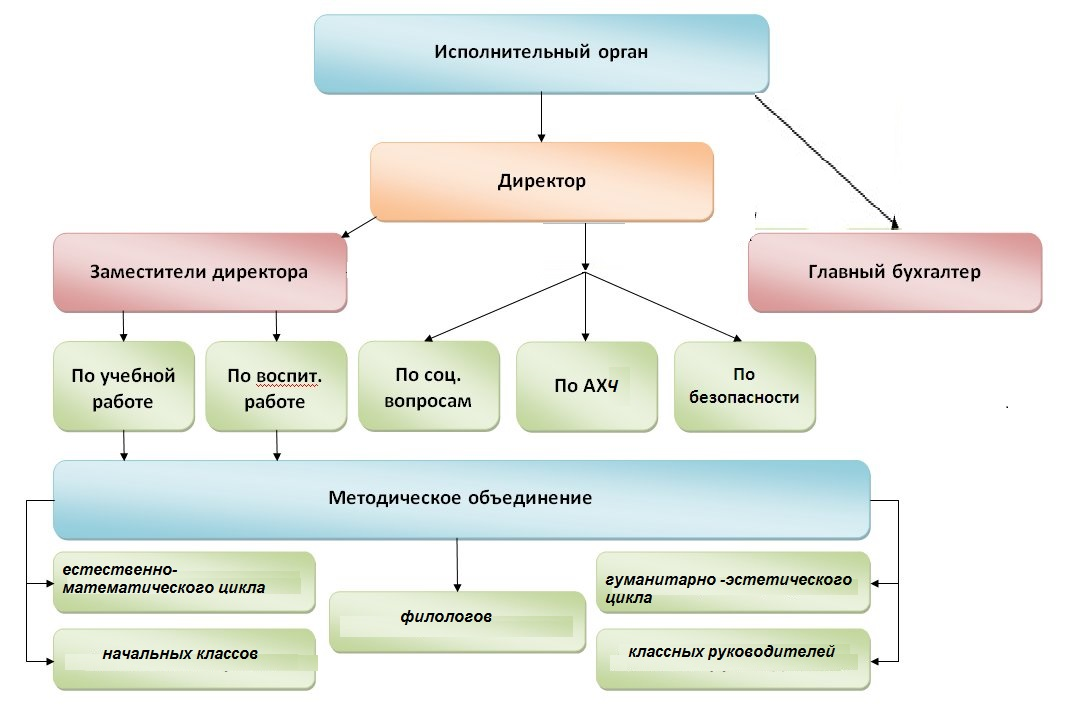 Исполнительный орган
Директор
Заместители директора
Главный бухгалтер
По учебной
работе
По воспит.
работе
По соц.
вопросам
По АХЧ
По
безопасности
Методическое объединение
естественно-
математического цикла
филологов
гуманитарно -эстетического
цикла
начальных классов
классных руководителей